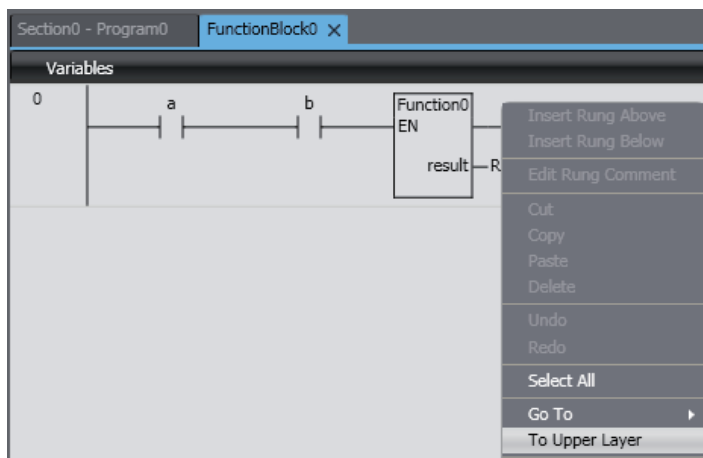 Section0 - Program0
FunctionBlock0
Variables
0
a
b
Function0
EN
result
R
Insert Rung Above
Insert Rung Below
Edit Rung Comment
Cut
Copy
Paste
Delete
Undo
Redo
Select All
Go To
To Upper Layer